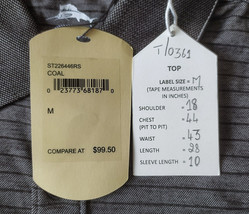 ST226446RS
COAL
0 23773 68187 0
M
COMPARE AT $99.50
T/0361
TOP
LABEL SIZE = M
(TAPE MEASUREMENTS
IN INCHES)
SHOULDER - 18
CHEST - 44
(PIT TO PIT)
WAIST - 43
LENGTH - 28
SLEEVE LENGTH - 10